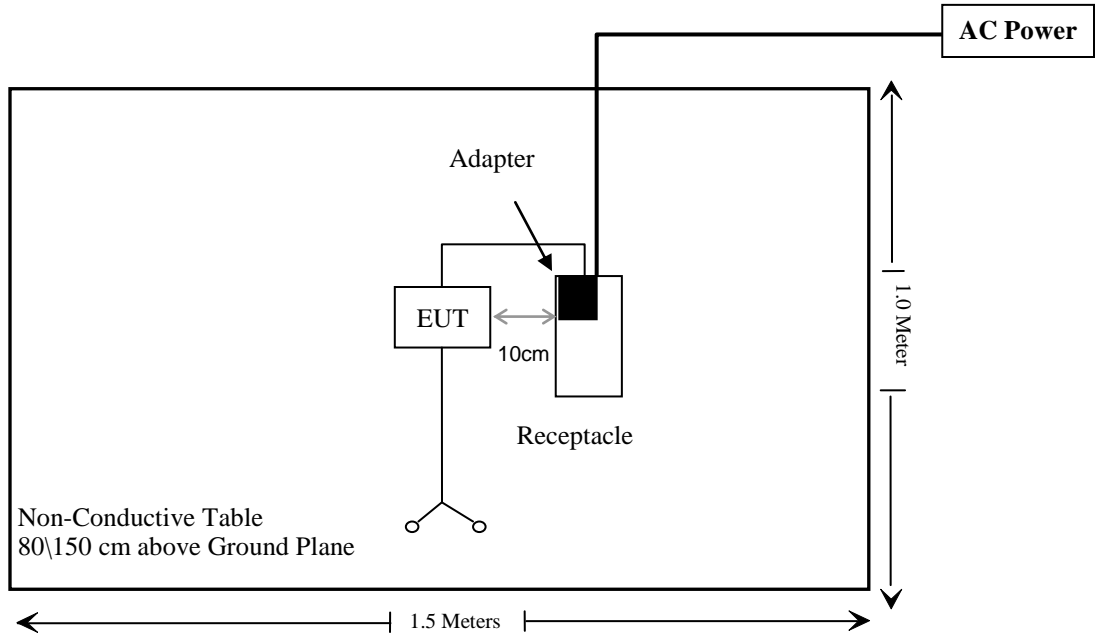 AC Power
Adapter
EUT
10cm
1.0 Meter
Receptacle
Non-Conductive Table
80\150 cm above Ground Plane
1.5 Meters